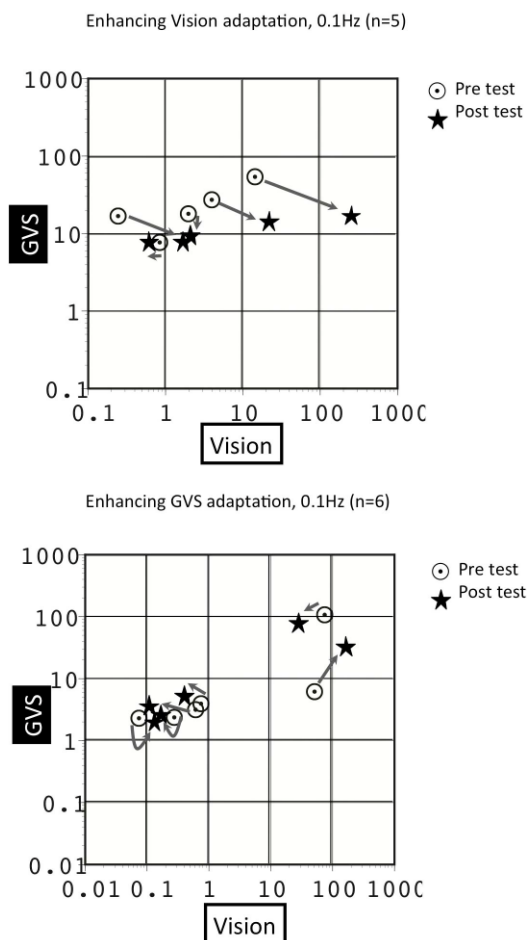 Enhancing Vision adaptation, 0.1Hz (n=5)
1000
100
10
1
0.1
GVS
0.1 1 10 100 1000
Vision
Pre test
Post test
Enhancing GVS adaptation, 0.1Hz (n=6)
1000
100
10
1
0.1
0.01
GVS
0.01 0.1 1 10 100 1000
Vision
Pre test
Post test